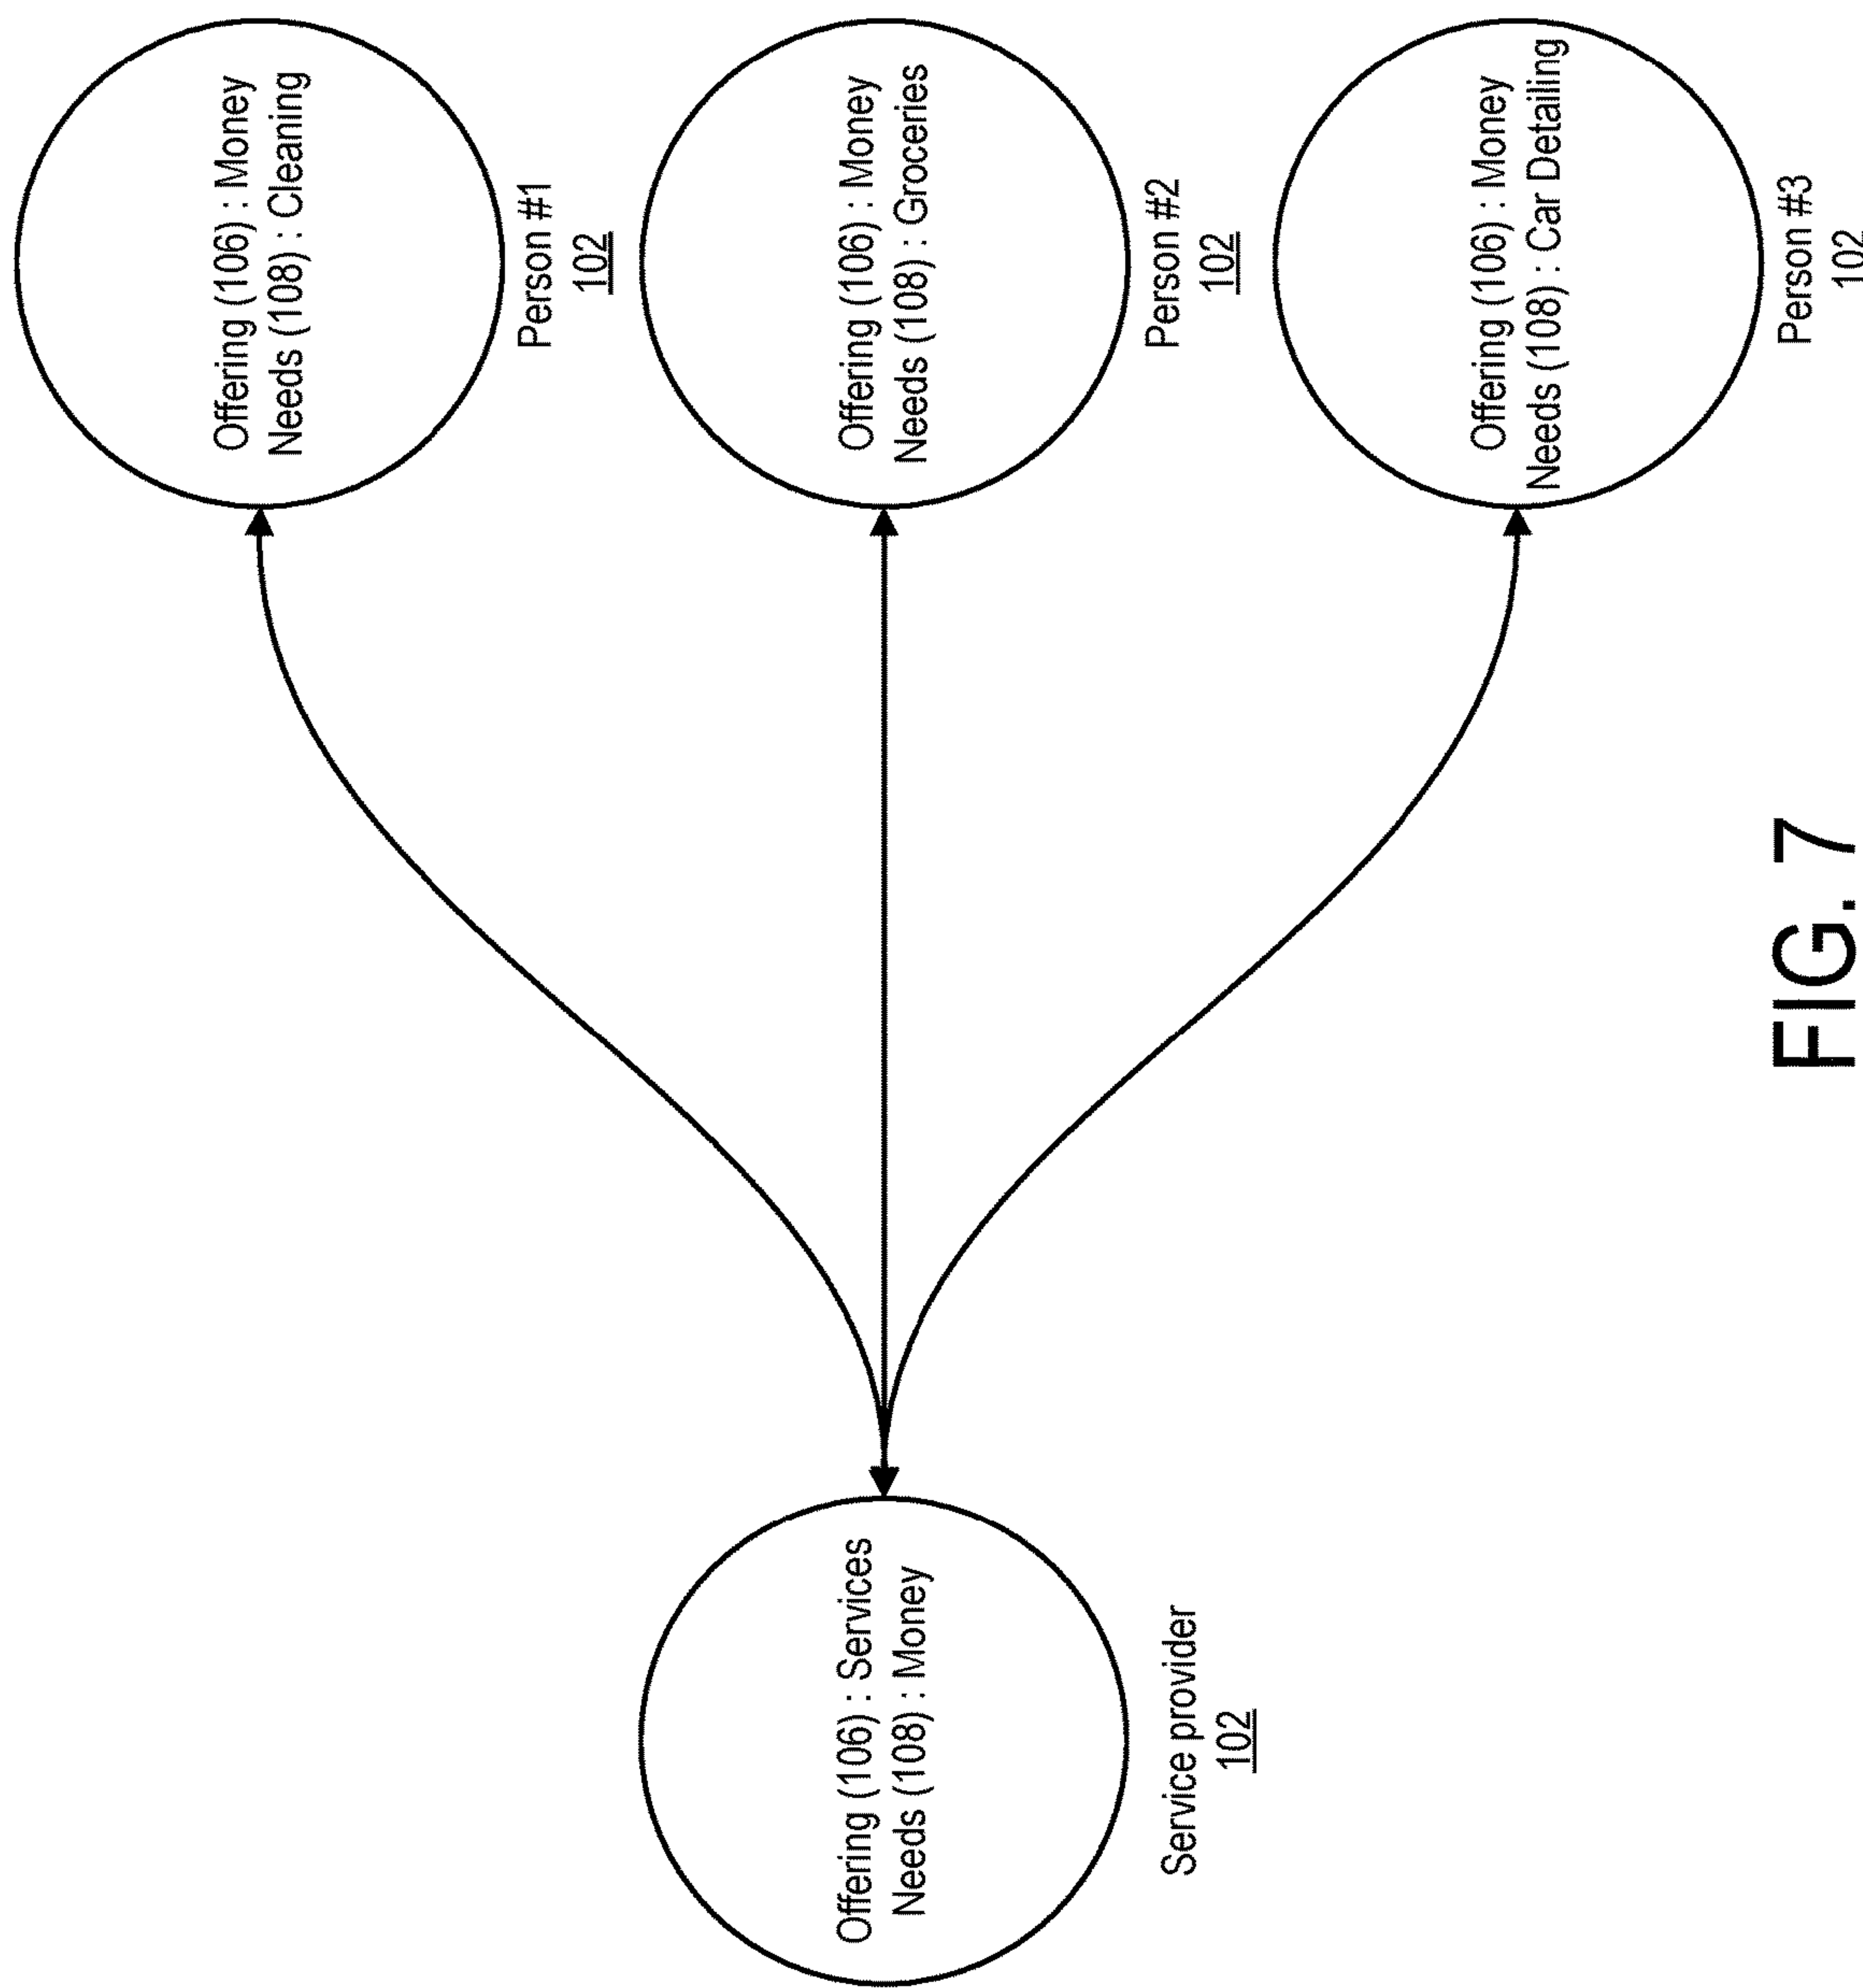 Offering (106) : Services
Needs (108) : Money
Service provider
102
Offering (106) : Money
Needs (108) : Cleaning
Person #1
102
Offering (106) : Money
Needs (108) : Groceries
Person #2
102
Offering (106) : Money
Needs (108) : Car Detailing
Person #3
102
FIG. 7